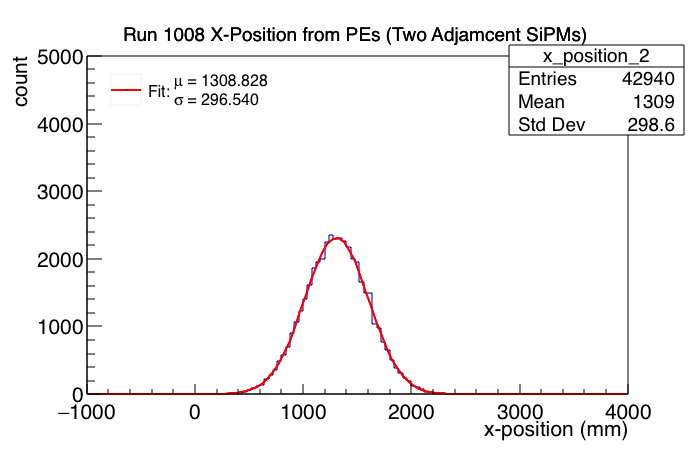 Run 1008 X-Position from PEs (Two Adjamcent SiPMs)
x_position_2
Entries 42940
Mean 1309
Std Dev 298.6
Fit: μ = 1308.828
σ = 296.540
count
5000
4000
3000
2000
1000
0
−1000 0 1000 2000 3000 4000
x-position (mm)